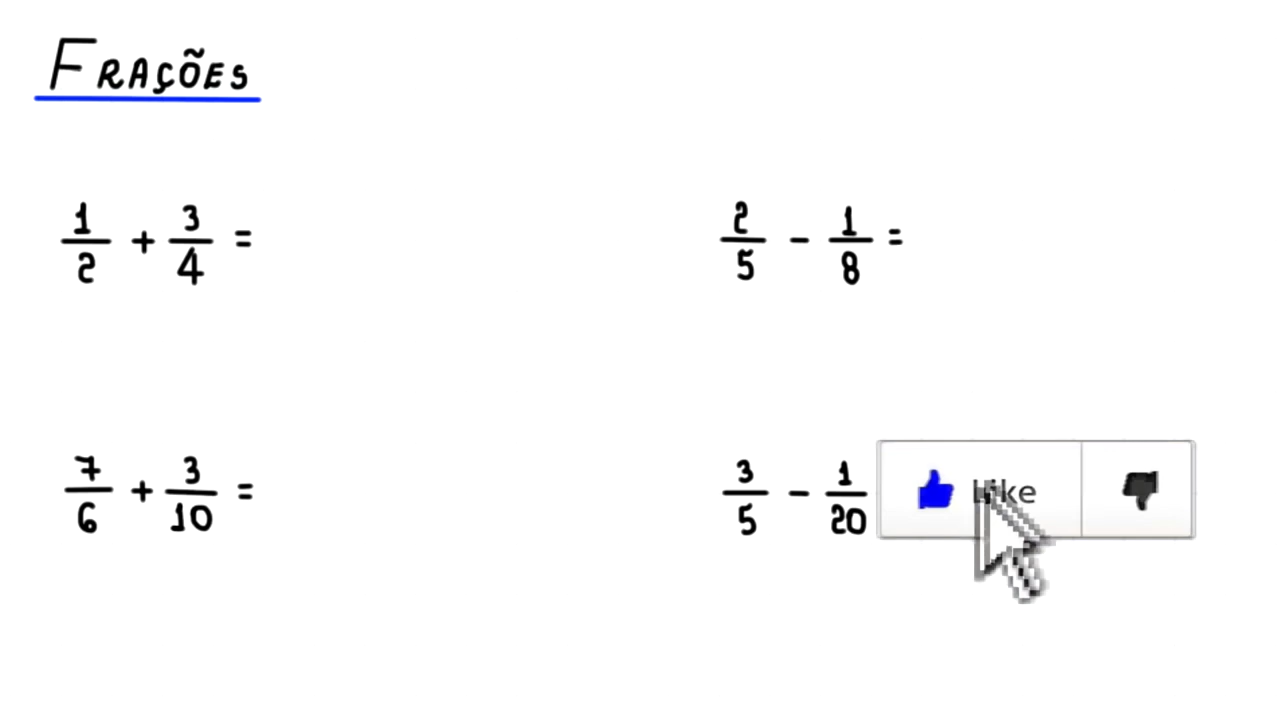 FRAÇÕES
1/2 + 3/4 =
2/5 - 1/8 =
7/6 + 3/10 =
3/5 - 1/20
Like